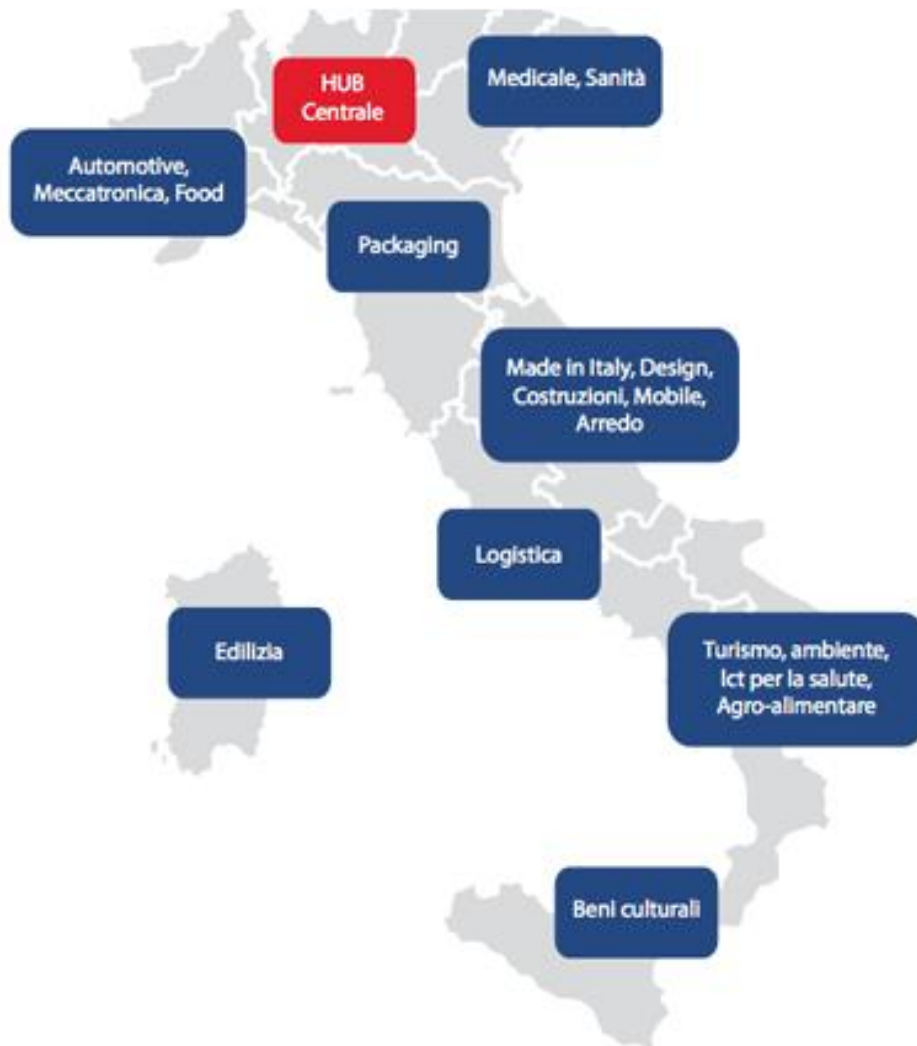 HUB
Centrale
Medicale, Sanità
Automotive,
Meccatronica, Food
Packaging
Made in Italy, Design,
Costruzioni, Mobile,
Arredo
Logistica
Edilizia
Turismo, ambiente,
Ict per la salute,
Agro-alimentare
Beni culturali